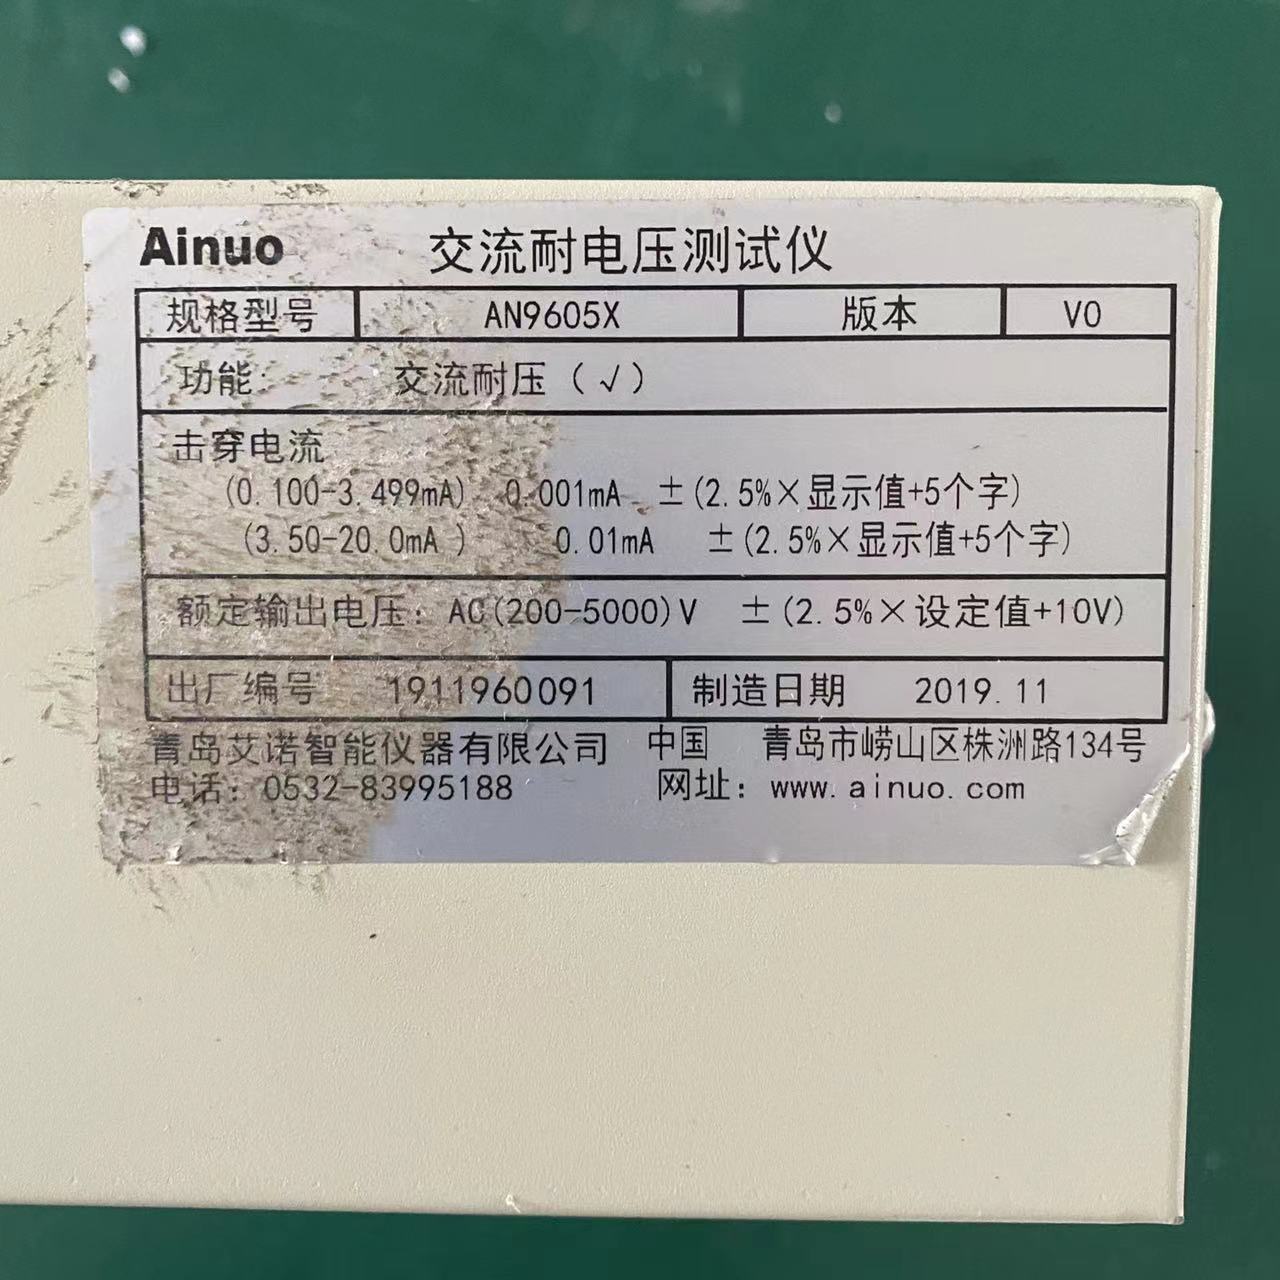 Ainuo 交流耐电压测试仪
规格型号 AN9605X 版本 V0
功能: 交流耐压（√）
击穿电流
(0.100-3.499mA) 0.001mA ±(2.5%×显示值+5个字)
(3.50-20.0mA ) 0.01mA ±(2.5%×显示值+5个字)
额定输出电压: AC(200-5000)V ±(2.5%×设定值+10V)
出厂编号 1911960091 制造日期 2019.11
青岛艾诺智能仪器有限公司 中国 青岛市崂山区株洲路134号
电话: 0532-83995188 网址: www.ainuo.com